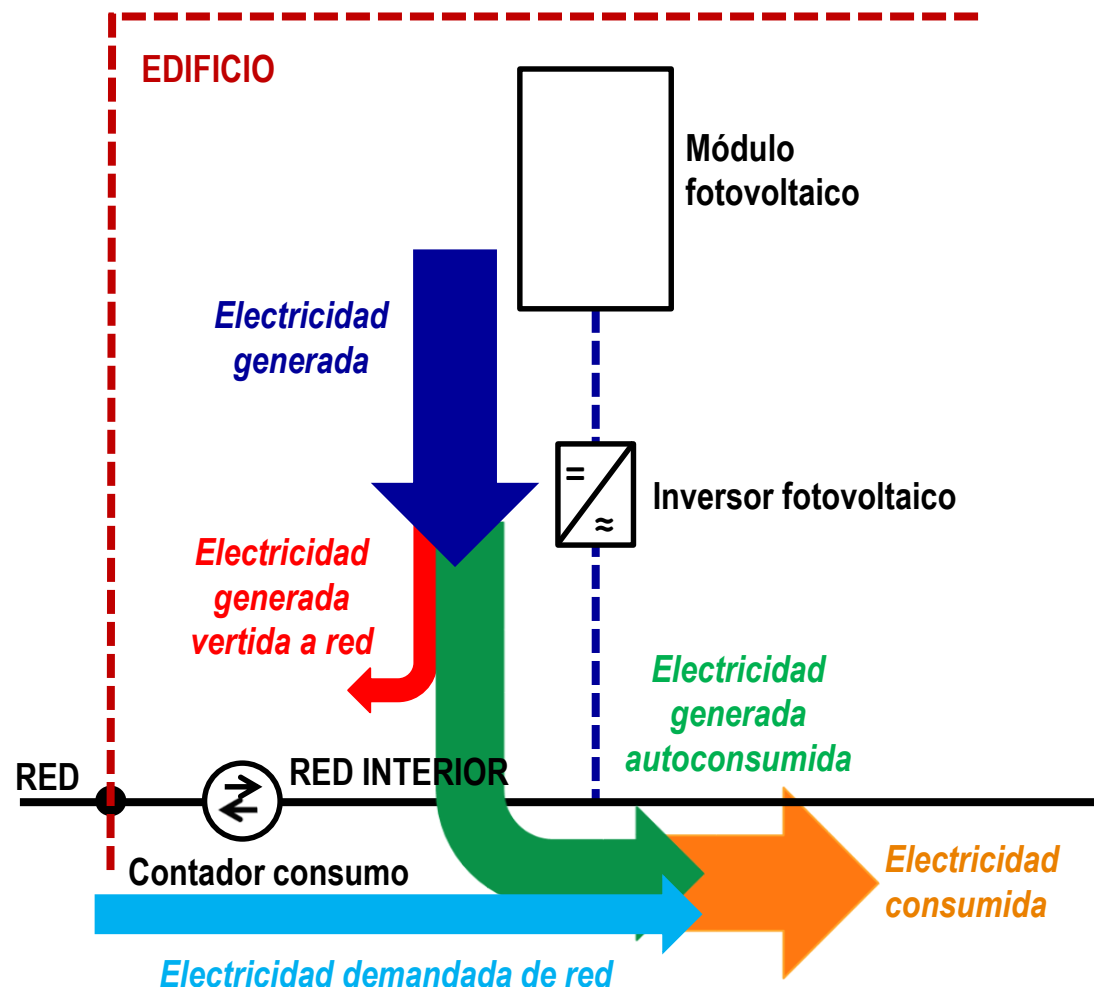 EDIFICIO
Módulo
fotovoltaico
Electricidad
generada
=
≈
Inversor fotovoltaico
Electricidad
generada
vertida a red
Electricidad
generada
autoconsumida
RED
RED INTERIOR
Contador consumo
Electricidad
consumida
Electricidad demandada de red